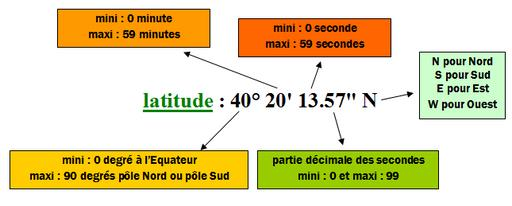 mini : 0 minute
maxi : 59 minutes
mini : 0 seconde
maxi : 59 secondes
N pour Nord
S pour Sud
E pour Est
W pour Ouest
latitude : 40° 20' 13.57" N
mini : 0 degré à l'Equateur
maxi : 90 degrés pôle Nord ou pôle Sud
partie décimale des secondes
mini : 0 et maxi : 99